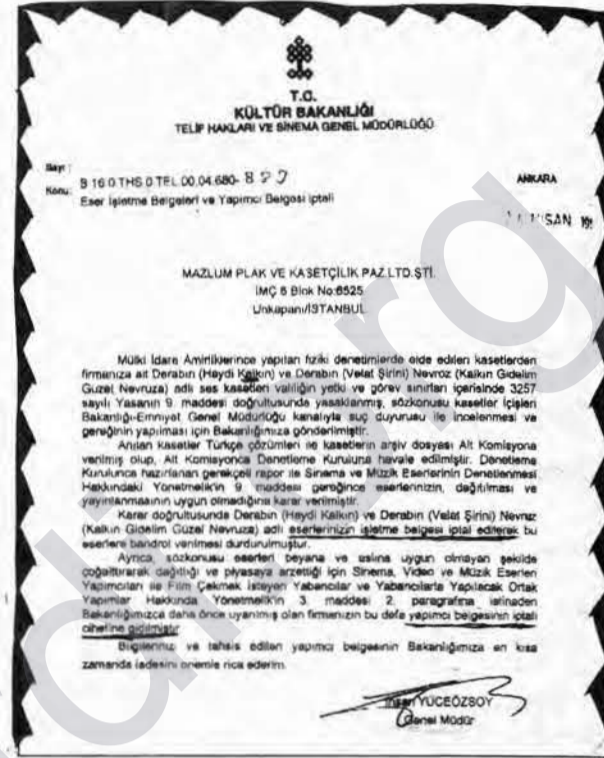 T.C.
KÜLTÜR BAKANLIĞI
TELİF HAKLARI VE SİNEMA GENEL MÜDÜRLÜĞÜ
Sayı :
B 16 0 THS 0 TEL 00.04.680-
ANKARA
Konu:
Eser İşletme Belgeleri ve Yapımcı Belgesi İptali
NİSAN 19
MAZLUM PLAK VE KASETÇİLİK PAZ.LTD.ŞTİ.
İMÇ 6 Blok No:6525
Unkapanı/İSTANBUL
Mülki İdare Amirliklerince yapılan fiziki denetimlerde elde edilen kasetlerden
firmanıza ait Derabın (Haydi Kalkın) ve Derabın (Velat Şirini) Nevroz (Kalkın Gidelim
Güzel Nevruza) adlı ses kasetleri valiliğin yetki ve görev sınırları içerisinde 3257
sayılı Yasanın 9. maddesi doğrultusunda yasaklanmış, sözkonusu kasetler İçişleri
Bakanlığı-Emniyet Genel Müdürlüğü kanalıyla suç duyurusu ile incelenmesi ve
gereğinin yapılması için Bakanlığımıza gönderilmiştir.
Anılan kasetler Türkçe çözümleri ile kasetlerin arşiv dosyası Alt Komisyona
verilmiş olup, Alt Komisyonca Denetleme Kuruluna havale edilmiştir. Denetleme
Kurulunca hazırlanan gerekçeli rapor ile Sinema ve Müzik Eserlerinin Denetlenmesi
Hakkındaki Yönetmelik'in 9. maddesi gereğince eserlerinizin, dağıtılması ve
yayınlanmasının uygun olmadığına karar verilmiştir.
Karar doğrultusunda Derabın (Haydi Kalkın) ve Derabın (Velat Şirini) Nevruz
(Kalkın Gidelim Güzel Nevruza) adlı eserlerinizin işletme belgesi iptal edilerek bu
eserlere bandrol verilmesi durdurulmuştur.
Ayrıca, sözkonusu eserleri beyana ve aslına uygun olmayan şekilde
çoğaltturarak dağıttığı ve piyasaya arzettiği için Sinema, Video ve Müzik Eserleri
Yapımcıları ile Film Çekmek İsteyen Yabancılar ve Yabancılarla Yapılacak Ortak
Yapımlar Hakkında Yönetmelikin 3. maddesi 2. paragrafına istinaden
Bakanlığımızca daha önce uyarılmış olan firmanızın bu defa yapımcı belgesinin iptali
cihetine gidilmiştir.
Bilgilerinizi ve tahsis edilen yapımcı belgesinin Bakanlığımıza en kısa
zamanda iadesini önemle rica ederim.
YÜCEÖZSOY
Genel Müdür